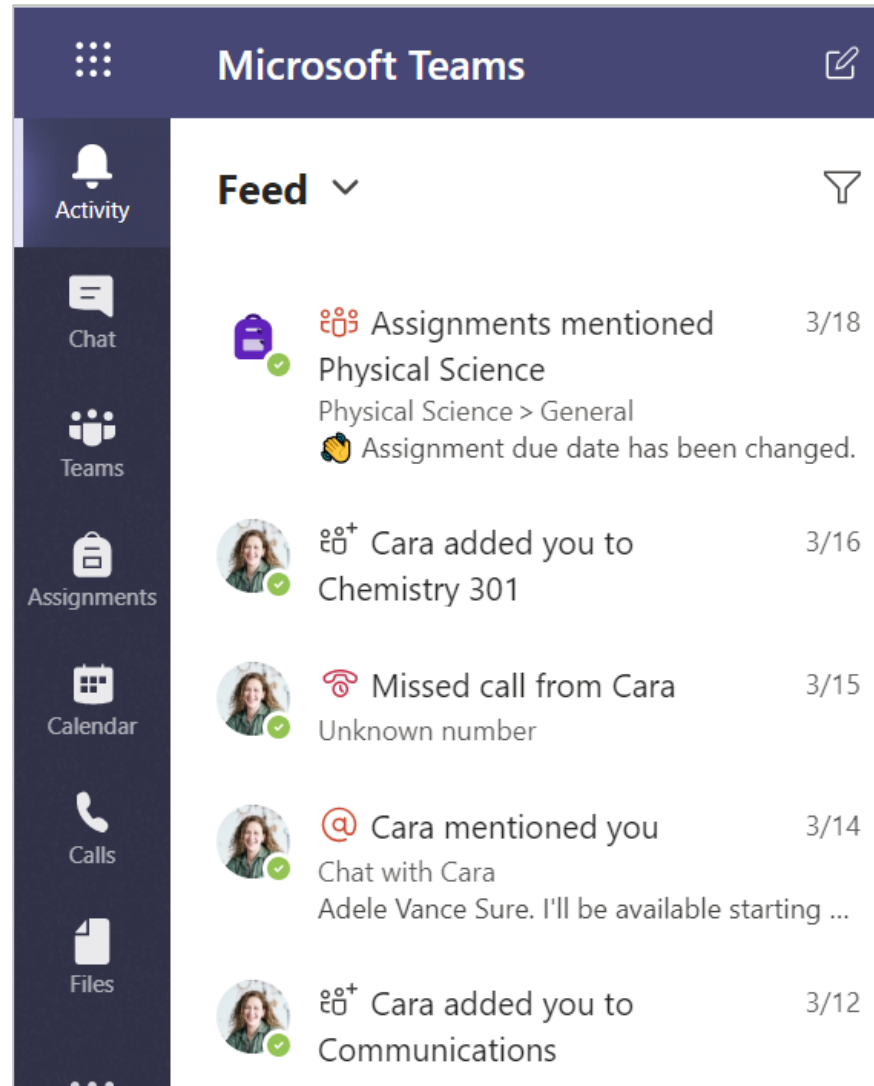 Microsoft Teams
Activity
Chat
Teams
Assignments
Calendar
Calls
Files
Feed
Assignments mentioned 3/18
Physical Science
Physical Science > General
👏 Assignment due date has been changed.
Cara added you to 3/16
Chemistry 301
Missed call from Cara 3/15
Unknown number
@ Cara mentioned you 3/14
Chat with Cara
Adele Vance Sure. I'll be available starting ...
Cara added you to 3/12
Communications